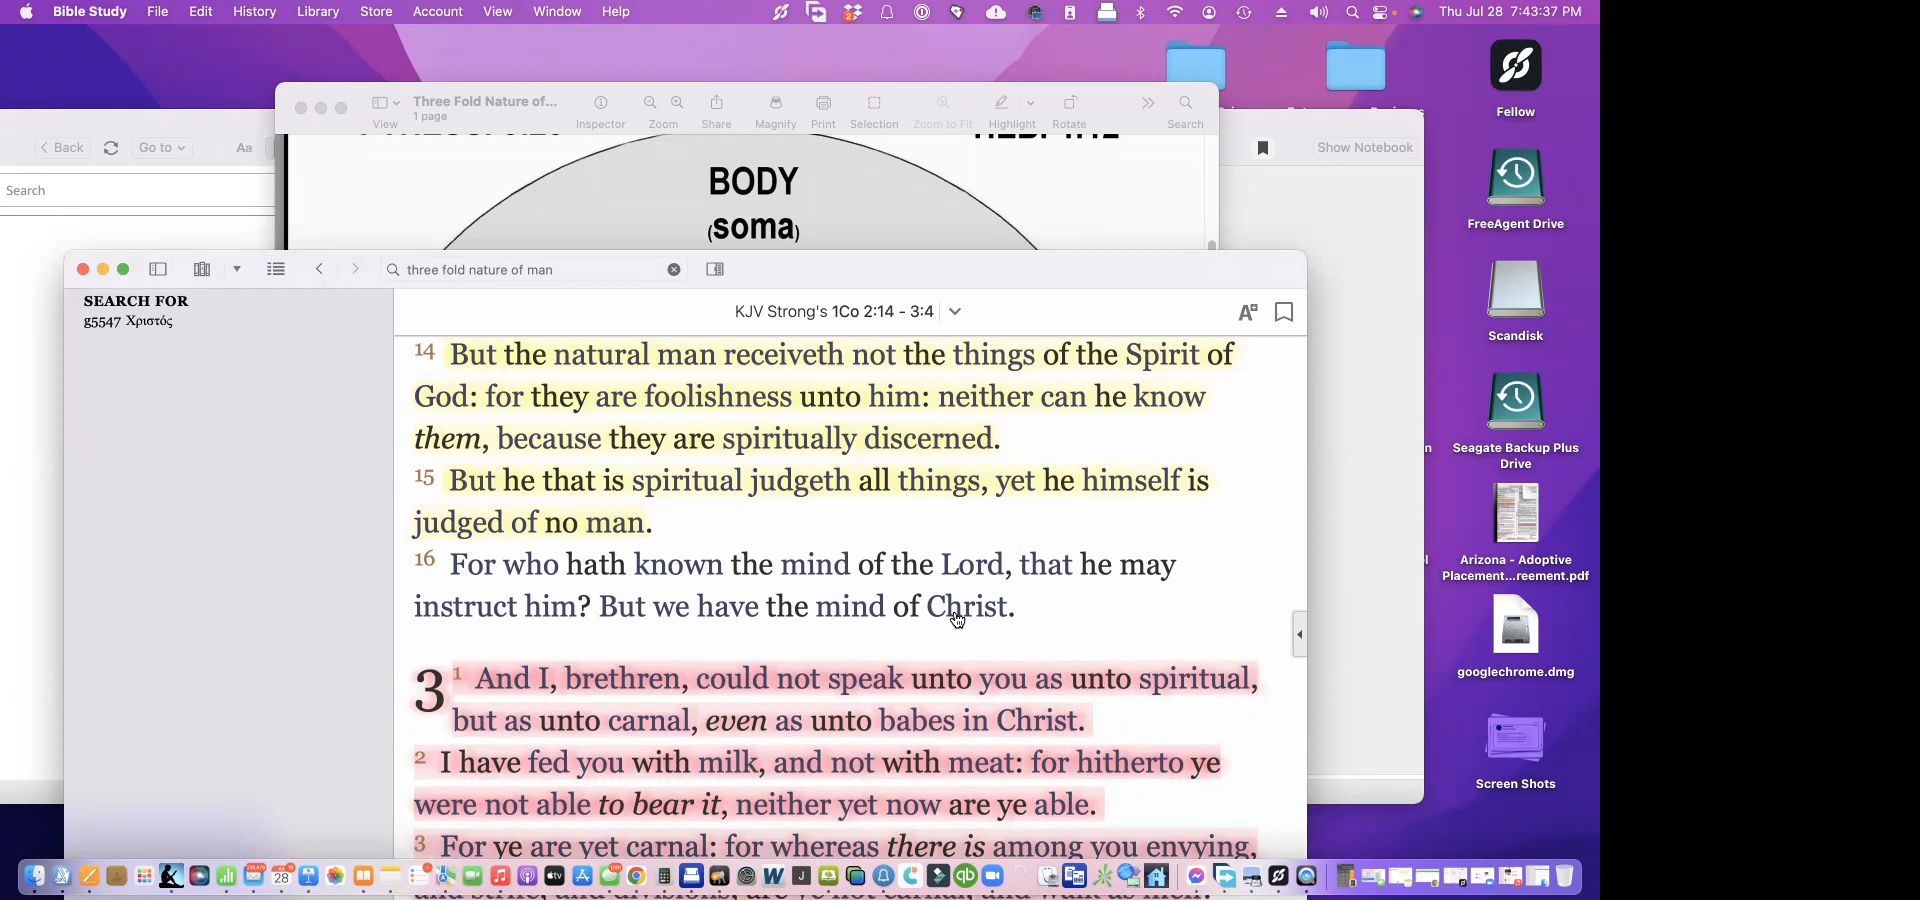 Bible Study File Edit History Library Store Account View Window Help Thu Jul 28 7:43:37 PM
Fellow
Three Fold Nature of...
1 page
View Inspector Zoom Share Magnify Print Selection Zoom to Fit Highlight Rotate Search
Back Go to Aa
Show Notebook
Search
BODY
(soma)
FreeAgent Drive
three fold nature of man
SEARCH FOR
g5547 Χριστός
KJV Strong's 1Co 2:14 - 3:4
Scandisk
14 But the natural man receiveth not the things of the Spirit of
God: for they are foolishness unto him: neither can he know
them, because they are spiritually discerned.
15 But he that is spiritual judgeth all things, yet he himself is
judged of no man.
16 For who hath known the mind of the Lord, that he may
instruct him? But we have the mind of Christ.
3 1 And I, brethren, could not speak unto you as unto spiritual,
but as unto carnal, even as unto babes in Christ.
2 I have fed you with milk, and not with meat: for hitherto ye
were not able to bear it, neither yet now are ye able.
3 For ye are yet carnal: for whereas there is among you envying,
Seagate Backup Plus
Drive
Arizona - Adoptive
Placement...reement.pdf
googlechrome.dmg
Screen Shots